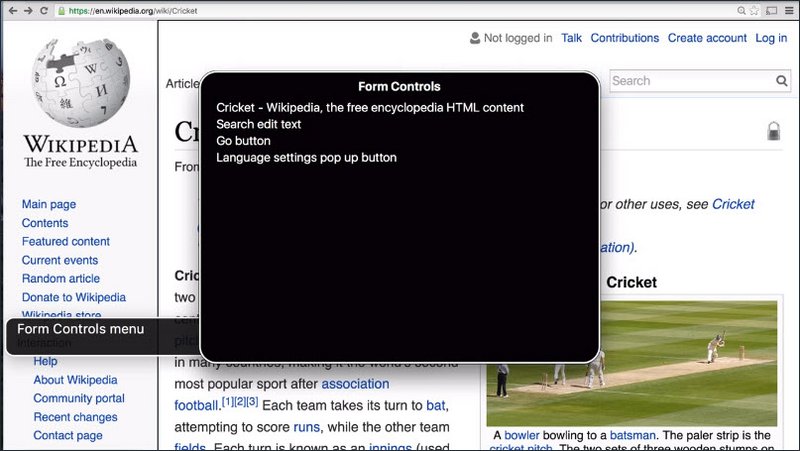 https://en.wikipedia.org/wiki/Cricket
Not logged in Talk Contributions Create account Log in
WIKIPEDIA
The Free Encyclopedia
Main page
Contents
Featured content
Current events
Random article
Donate to Wikipedia
Wikipedia store
Interaction
Help
About Wikipedia
Community portal
Recent changes
Contact page
Form Controls menu
Article
Search
Form Controls
Cricket - Wikipedia, the free encyclopedia HTML content
Search edit text
Go button
Language settings pop up button
Cr
From
or other uses, see Cricket
ation).
Cric
two
cent
pitch
in many countries, making it the world's second
most popular sport after association
football.[1][2][3] Each team takes its turn to bat,
attempting to score runs, while the other team
fields. Each turn is known as an innings (used
Cricket
A bowler bowling to a batsman. The paler strip is the
cricket pitch. The two sets of three wooden stumps on